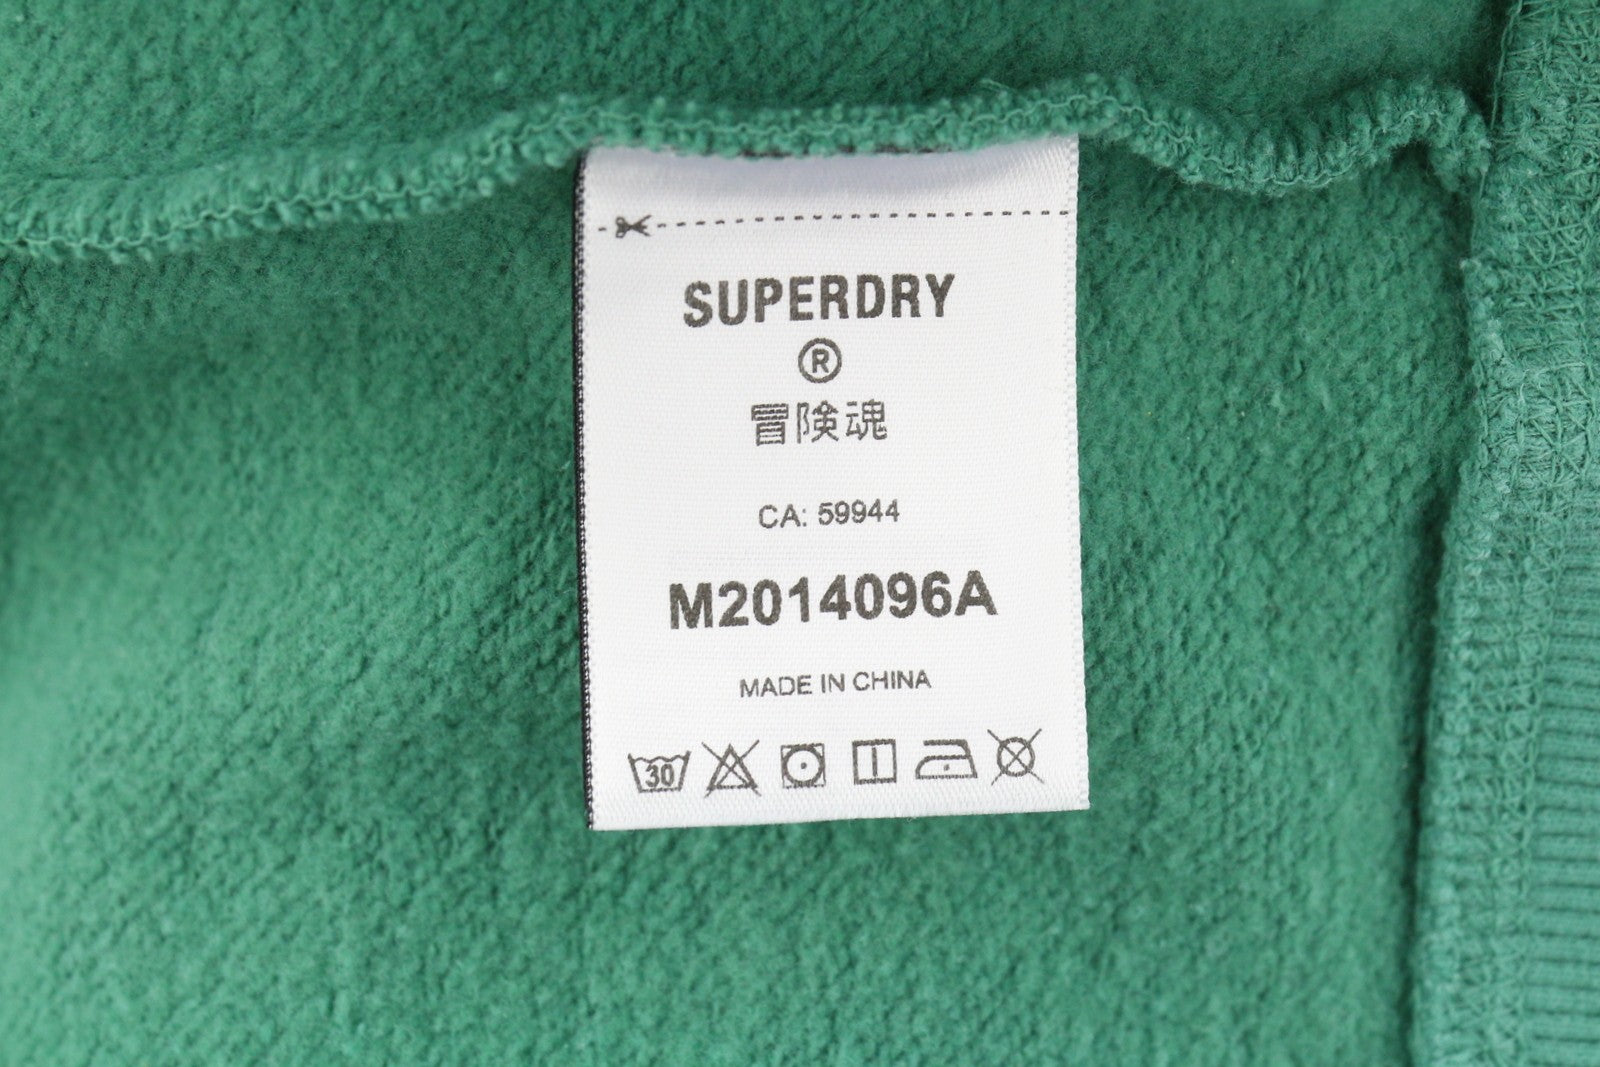 SUPERDRY
®
冒険魂
CA: 59944
M2014096A
MADE IN CHINA
30